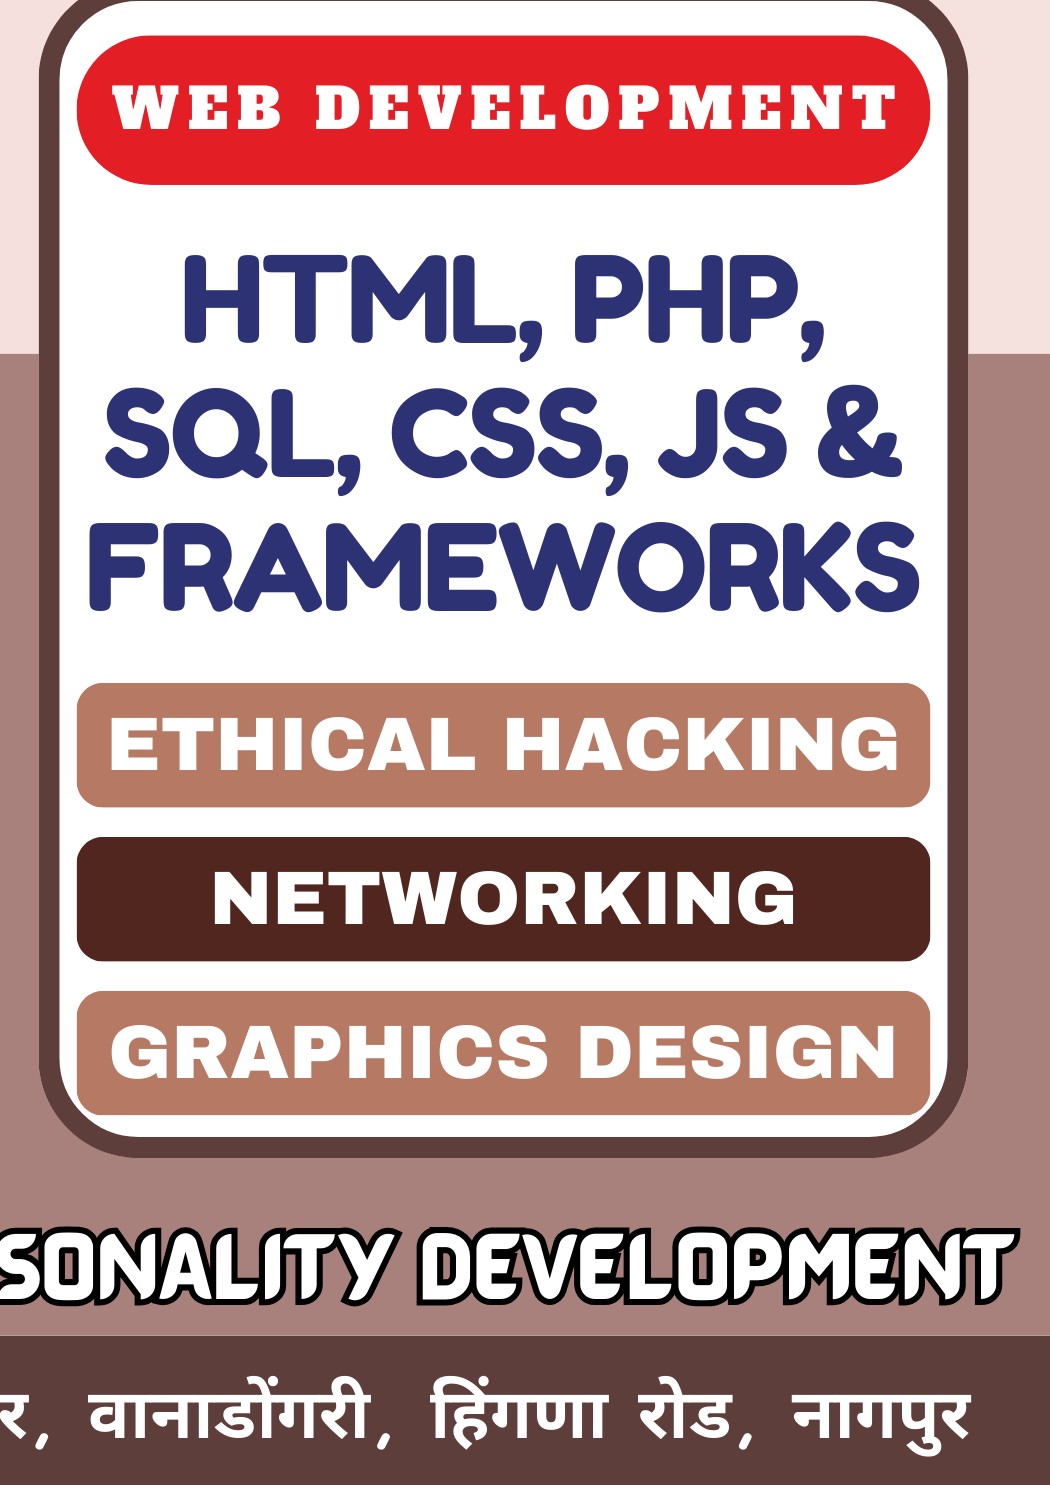 WEB DEVELOPMENT
HTML, PHP,
SQL, CSS, JS &
FRAMEWORKS
ETHICAL HACKING
NETWORKING
GRAPHICS DESIGN
SONALITY DEVELOPMENT
र, वानाडोंगरी, हिंगणा रोड, नागपुर